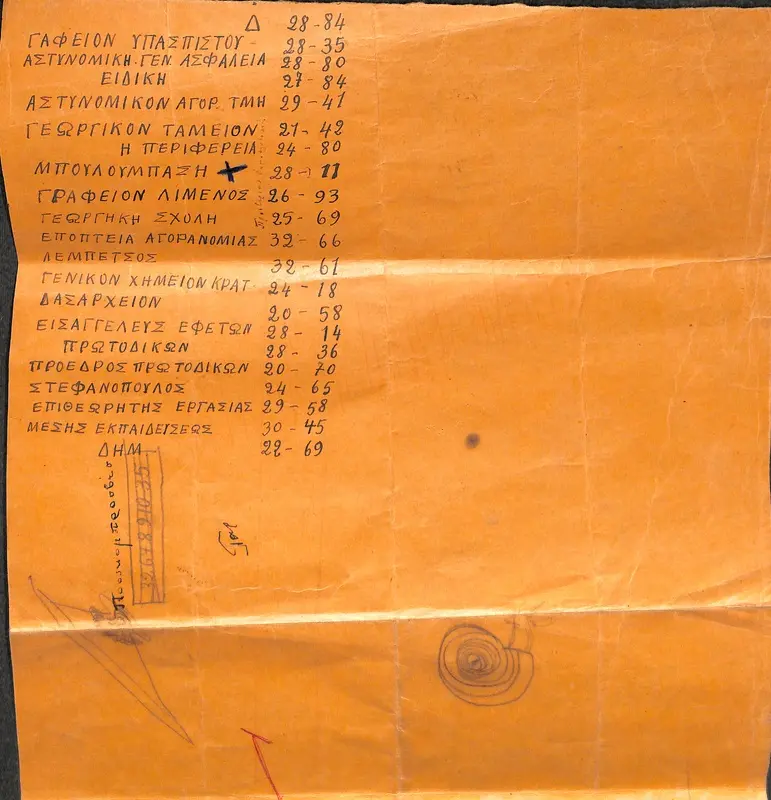 Δ 28-84
ΓΑΦΕΙΟΝ ΥΠΑΣΠΙΣΤΟΥ - 28-35
ΑΣΤΥΝΟΜΙΚΗ.ΓΕΝ ΑΣΦΑΛΕΙΑ 28-80
ΕΙΔΙΚΗ 27-84
ΑΣΤΥΝΟΜΙΚΟΝ ΑΓΟΡ. ΤΜΗ 29-41
ΓΕΩΡΓΙΚΟΝ ΤΑΜΕΙΟΝ 21-42
Η ΠΕΡΙΦΕΡΕΙΑ 24-80
ΜΠΟΥΛΟΥΜΠΑΣΗ + 28-11
ΓΡΑΦΕΙΟΝ ΛΙΜΕΝΟΣ 26-93
ΓΕΩΡΓΗΚΗ ΣΧΟΛΗ 25-69
ΕΠΟΠΤΕΙΑ ΑΓΟΡΑΝΟΜΙΑΣ 32-66
ΛΕΜΠΕΤΣΟΣ 32-61
ΓΕΝΙΚΟΝ ΧΗΜΕΙΟΝ ΚΡΑΤ 24-18
ΔΑΣΑΡΧΕΙΟΝ 20-58
ΕΙΣΑΓΓΕΛΕΥΣ ΕΦΕΤΩΝ 28-14
ΠΡΩΤΟΔΙΚΩΝ 28-36
ΠΡΟΕΔΡΟΣ ΠΡΩΤΟΔΙΚΩΝ 20-70
ΣΤΕΦΑΝΟΠΟΥΛΟΣ 24-65
ΕΠΙΘΕΩΡΗΤΗΣ ΕΡΓΑΣΙΑΣ 29-58
ΜΕΣΗΣ ΕΚΠΑΙΔΕΥΣΕΩΣ 30-45
ΔΗΜ 22-69